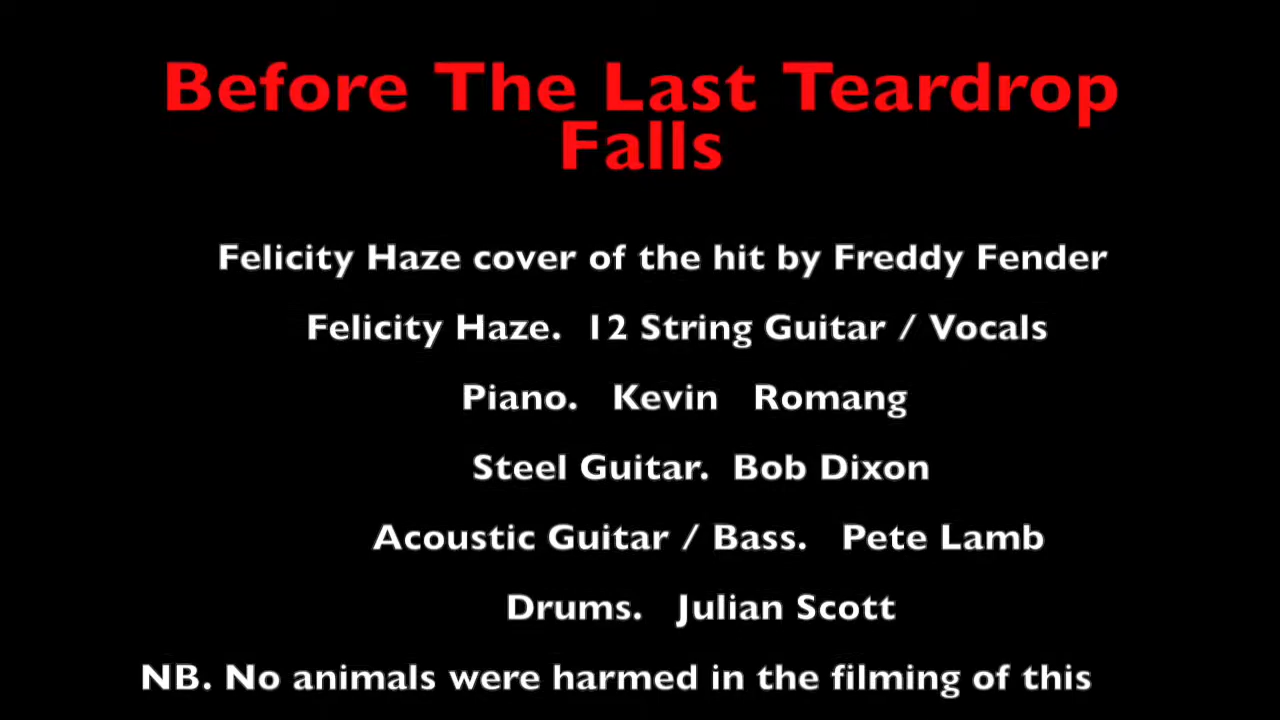 Before The Last Teardrop
Falls
Felicity Haze cover of the hit by Freddy Fender
Felicity Haze.  12 String Guitar / Vocals
Piano.   Kevin   Romang
Steel Guitar.  Bob Dixon
Acoustic Guitar / Bass.   Pete Lamb
Drums.   Julian Scott
NB. No animals were harmed in the filming of this